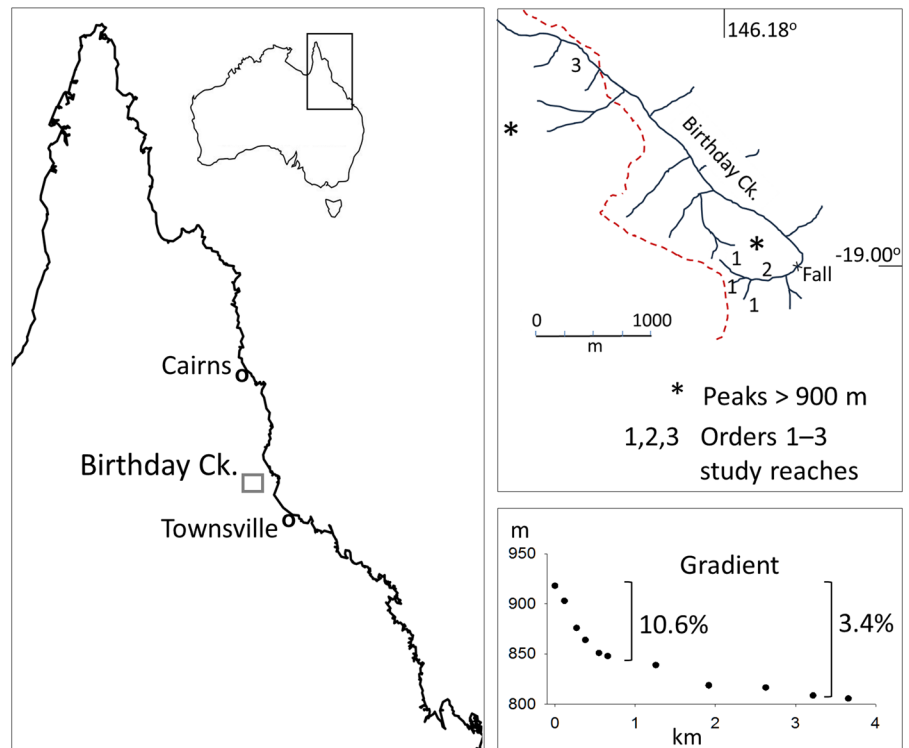 Cairns
Birthday Ck.
Townsville
146.18º
3
*
Birthday Ck.
*
1
2
-19.00º
Fall
1
1
0 1000
m
* Peaks > 900 m
1,2,3 Orders 1–3
study reaches
m
950
900
850
800
Gradient
10.6%
3.4%
0 1 2 3 4
km